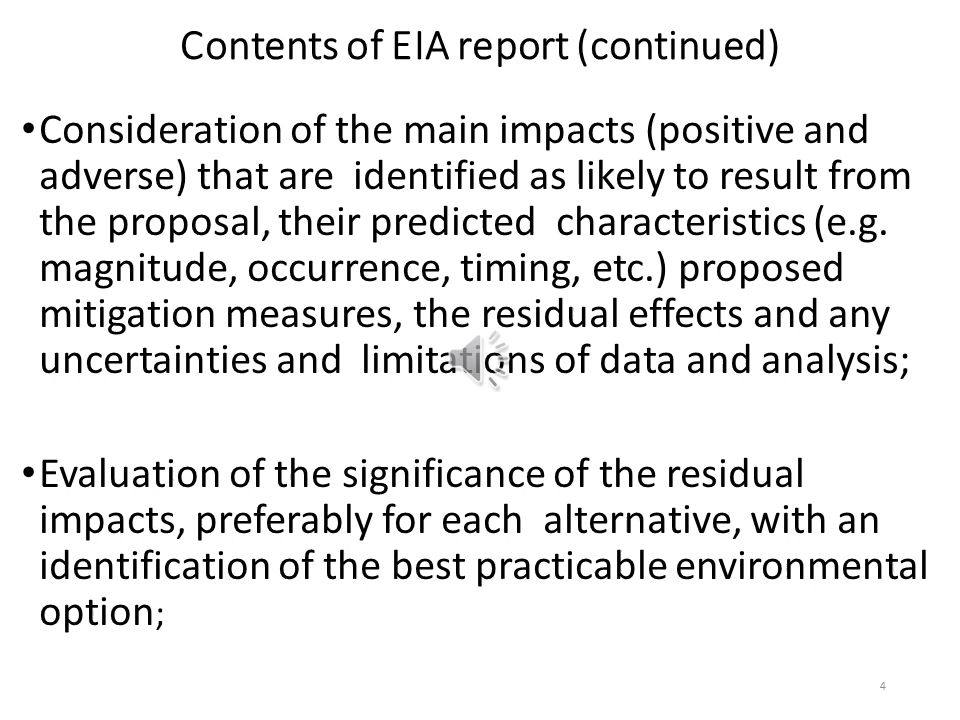 Contents of EIA report (continued)
•Consideration of the main impacts (positive and
adverse) that are  identified as likely to result from
the proposal, their predicted  characteristics (e.g.
magnitude, occurrence, timing, etc.) proposed
mitigation measures, the residual effects and any
uncertainties and  limitations of data and analysis;
•Evaluation of the significance of the residual
impacts, preferably for each  alternative, with an
identification of the best practicable environmental
option;
4